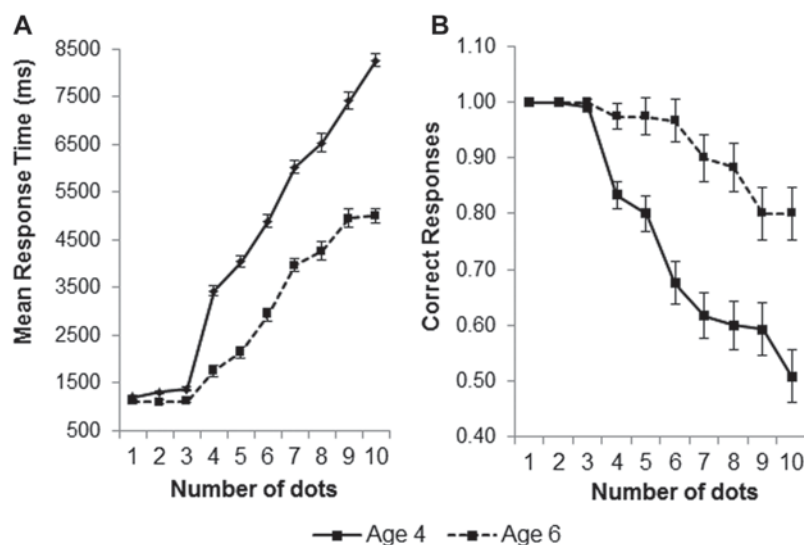 A
Mean Response Time (ms)
8500
7500
6500
5500
4500
3500
2500
1500
500
1 2 3 4 5 6 7 8 9 10
Number of dots
B
Correct Responses
1.10
1.00
0.90
0.80
0.70
0.60
0.50
0.40
1 2 3 4 5 6 7 8 9 10
Number of dots
Age 4 Age 6